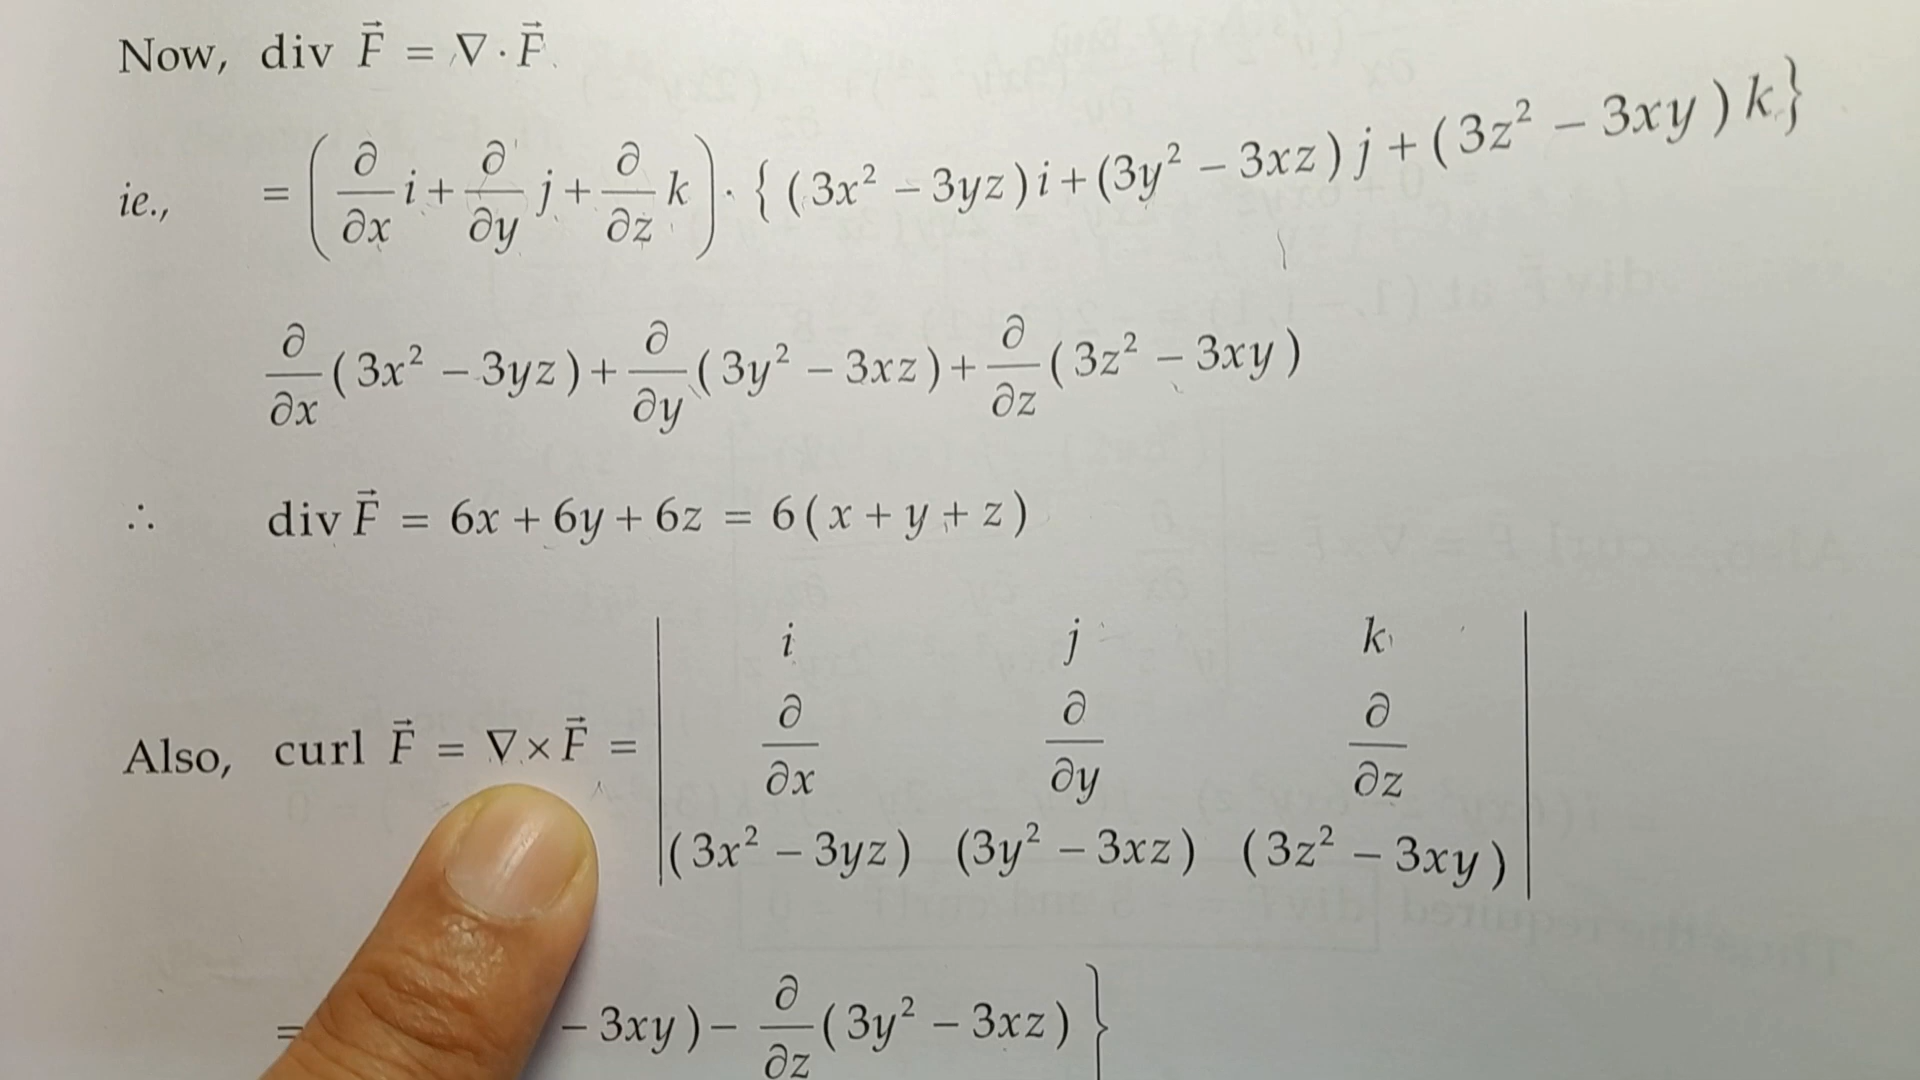 Now, div F⃗ = ∇ · F⃗
ie., = ( ∂/∂x i + ∂/∂y j + ∂/∂z k ) · { (3x² − 3yz) i + (3y² − 3xz) j + (3z² − 3xy) k }
∂/∂x (3x² − 3yz) + ∂/∂y (3y² − 3xz) + ∂/∂z (3z² − 3xy)
∴ div F⃗ = 6x + 6y + 6z = 6(x + y + z)
i j k
Also, curl F⃗ = ∇ × F⃗ = | ∂/∂x ∂/∂y ∂/∂z |
(3x² − 3yz) (3y² − 3xz) (3z² − 3xy)
= − 3xy) − ∂/∂z (3y² − 3xz) }